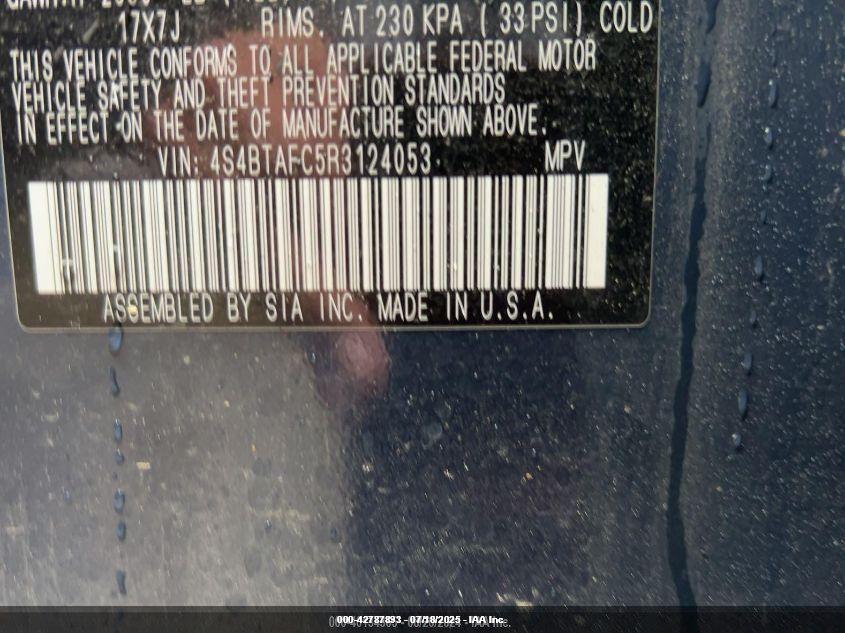 17X7J RIMS. AT 230 KPA ( 33 PSI) COLD
THIS VEHICLE CONFORMS TO ALL APPLICABLE FEDERAL MOTOR
VEHICLE SAFETY AND THEFT PREVENTION STANDARDS
IN EFFECT ON THE DATE OF MANUFACTURE SHOWN ABOVE.
VIN: 4S4BTAFC5R3124053 MPV
ASSEMBLED BY SIA INC. MADE IN U.S.A.
000-42787893 - 07/18/2025 - IAA Inc.